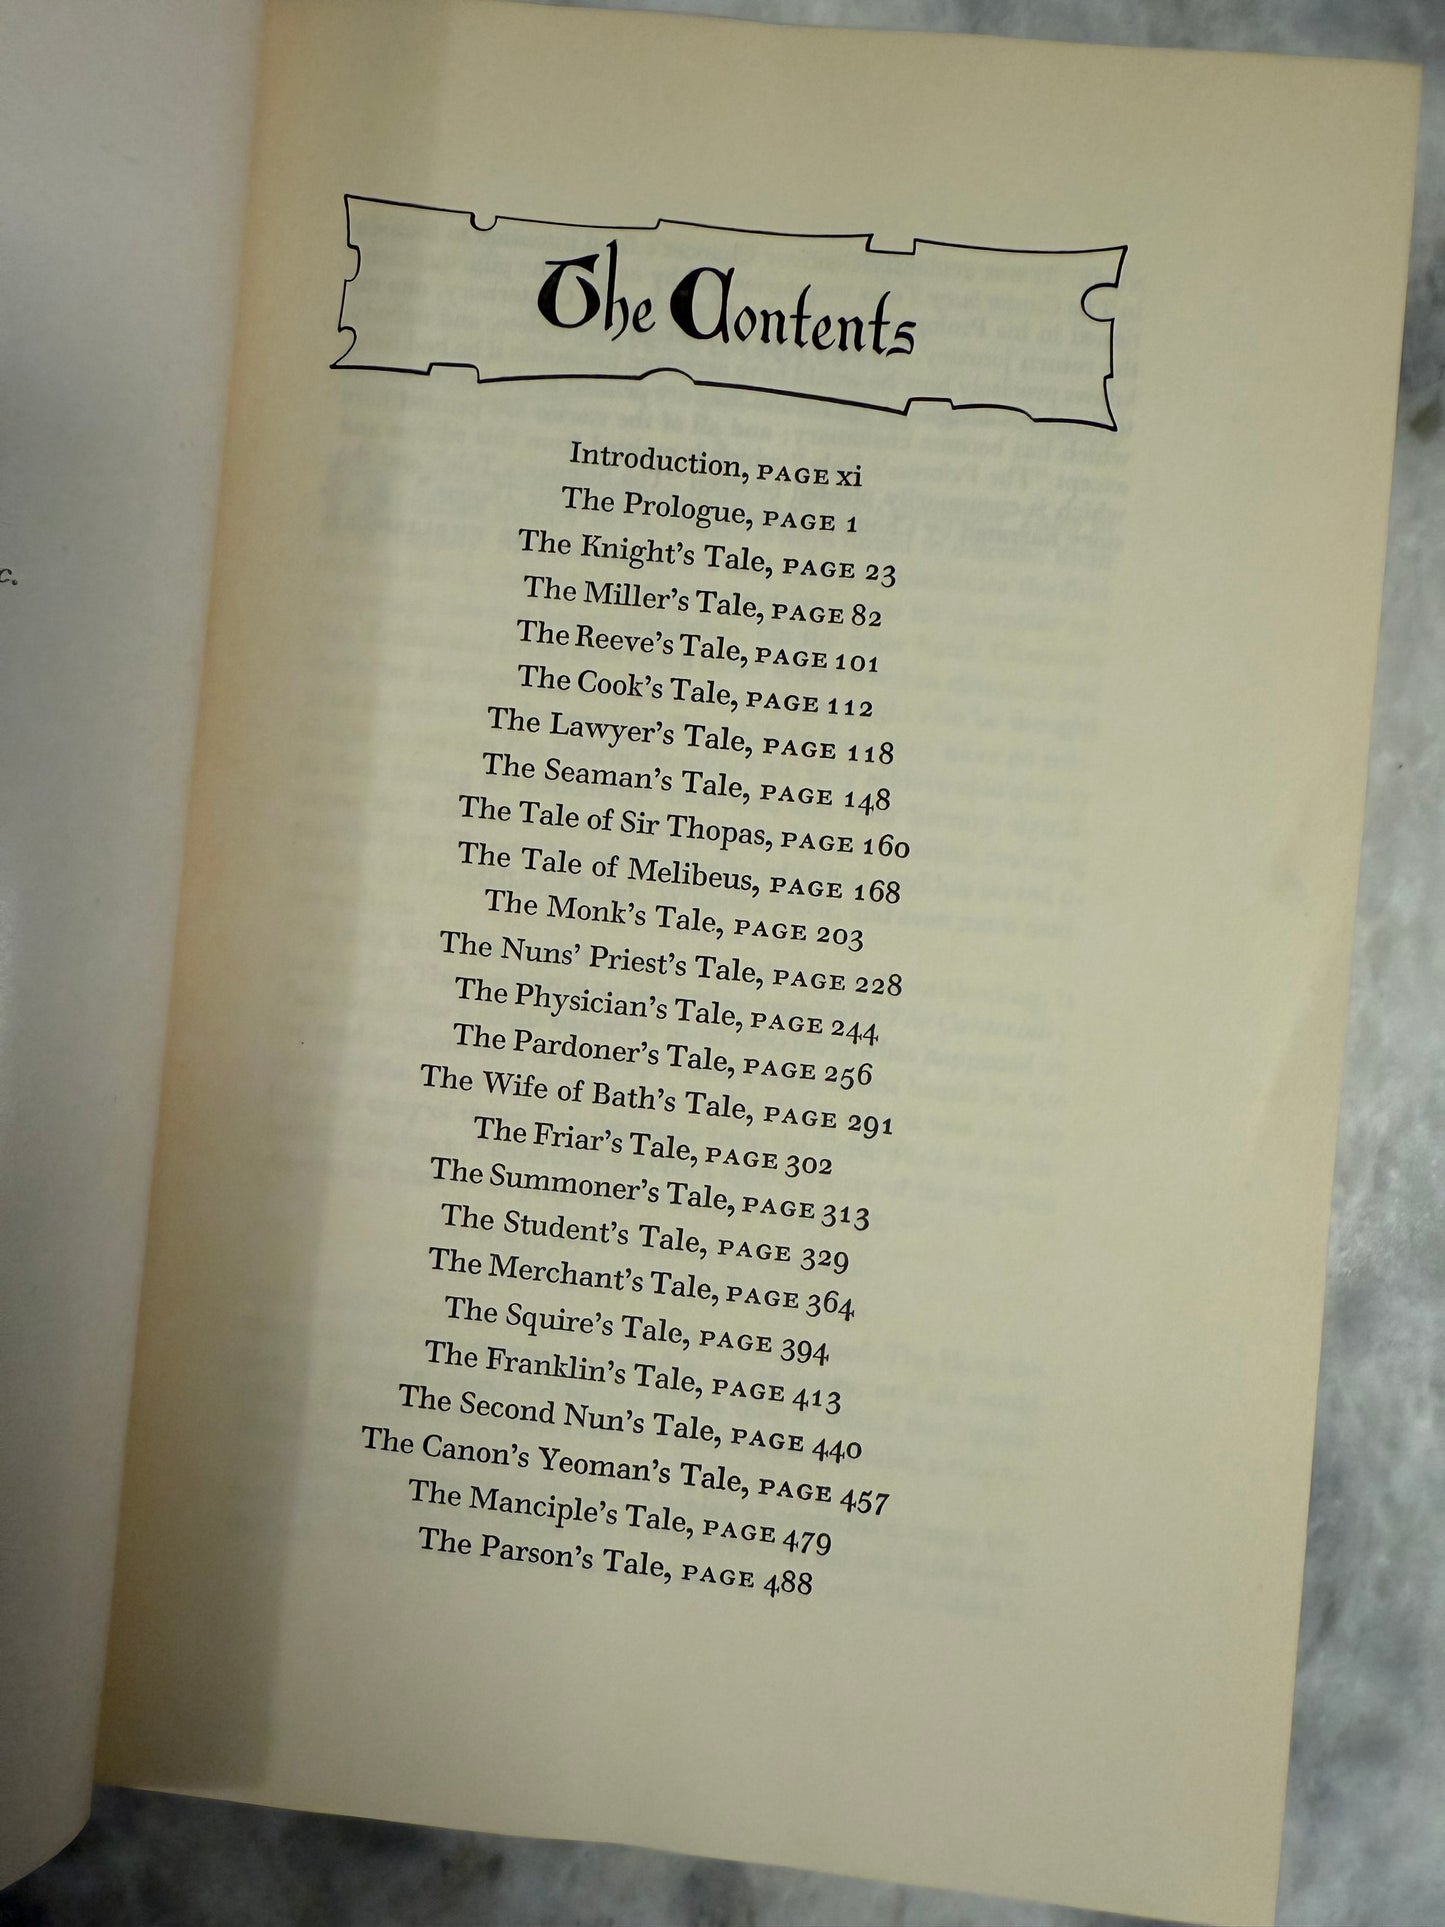 c.
The Contents
Introduction, PAGE xi
The Prologue, PAGE 1
The Knight’s Tale, PAGE 23
The Miller’s Tale, PAGE 82
The Reeve’s Tale, PAGE 101
The Cook’s Tale, PAGE 112
The Lawyer’s Tale, PAGE 118
The Seaman’s Tale, PAGE 148
The Tale of Sir Thopas, PAGE 160
The Tale of Melibeus, PAGE 168
The Monk’s Tale, PAGE 203
The Nuns’ Priest’s Tale, PAGE 228
The Physician’s Tale, PAGE 244
The Pardoner’s Tale, PAGE 256
The Wife of Bath’s Tale, PAGE 291
The Friar’s Tale, PAGE 302
The Summoner’s Tale, PAGE 313
The Student’s Tale, PAGE 329
The Merchant’s Tale, PAGE 364
The Squire’s Tale, PAGE 394
The Franklin’s Tale, PAGE 413
The Second Nun’s Tale, PAGE 440
The Canon’s Yeoman’s Tale, PAGE 457
The Manciple’s Tale, PAGE 479
The Parson’s Tale, PAGE 488